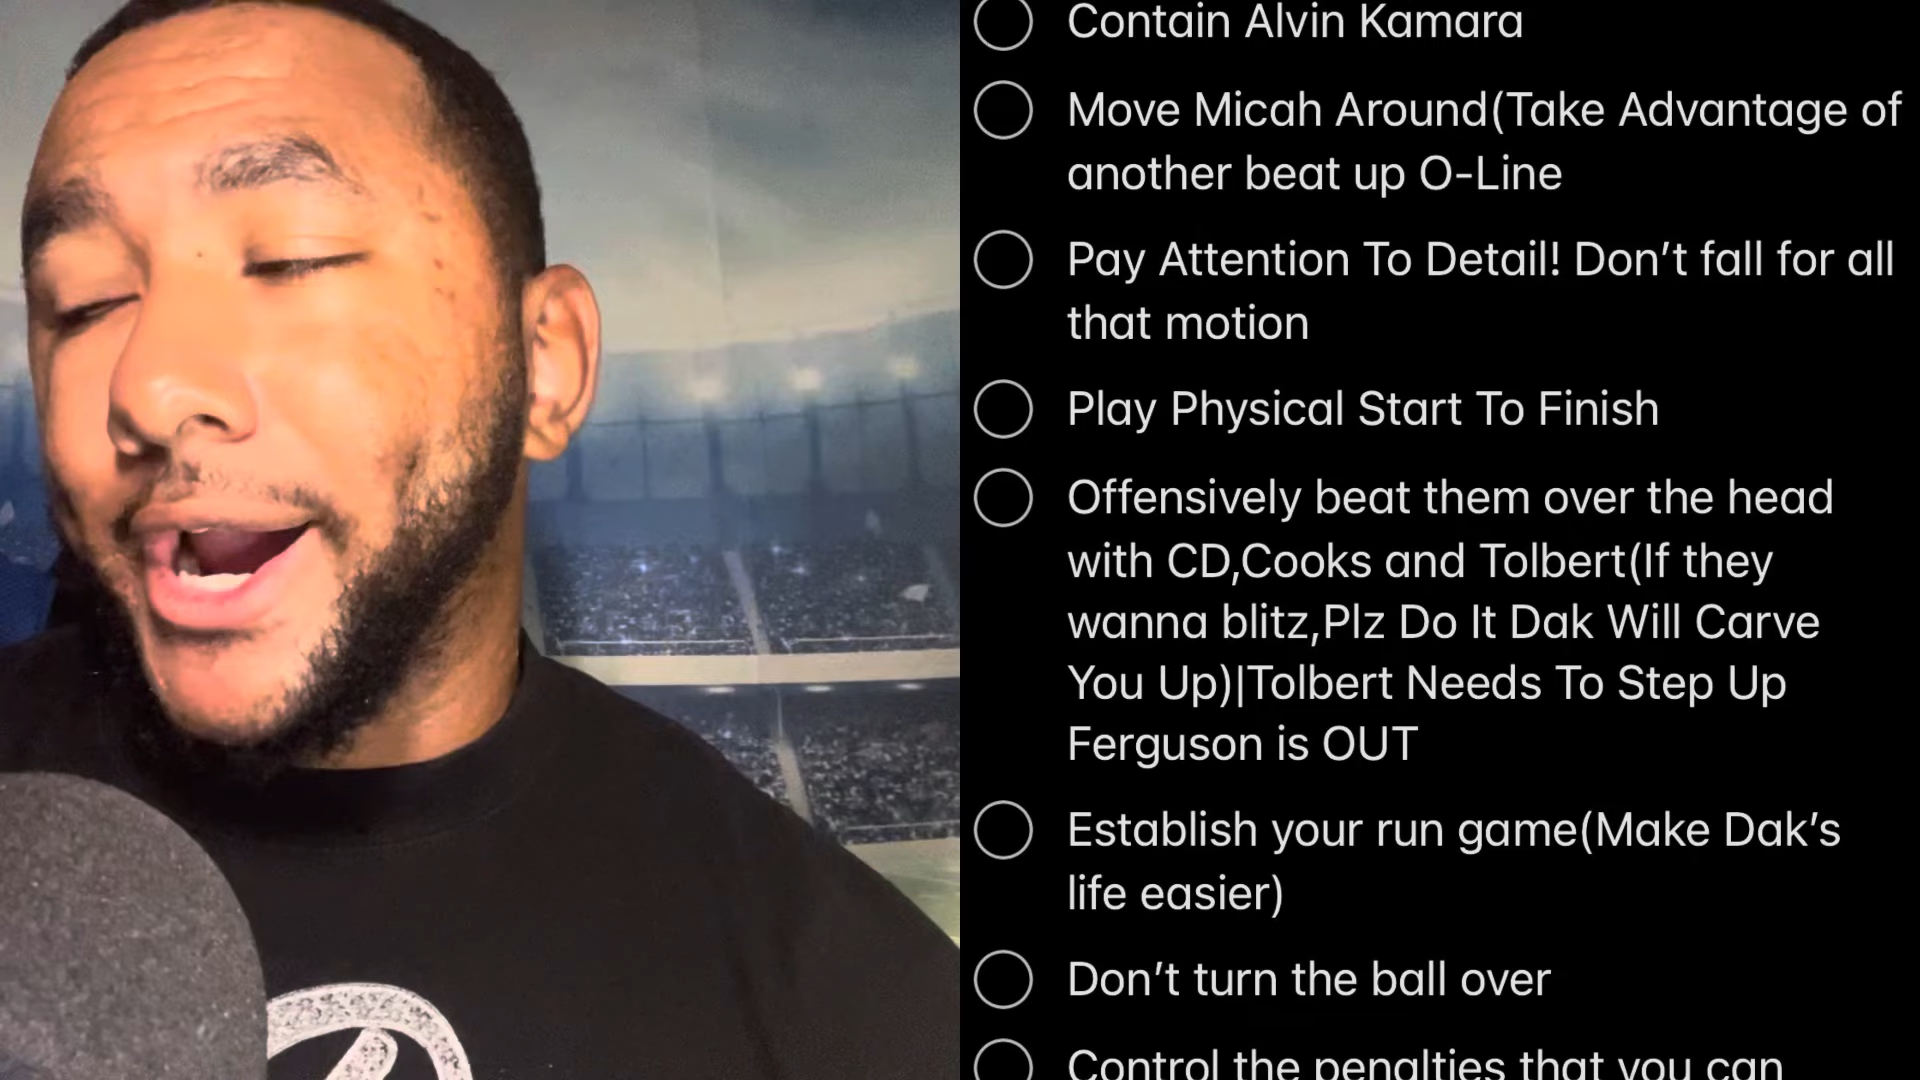 Contain Alvin Kamara
Move Micah Around(Take Advantage of
another beat up O-Line
Pay Attention To Detail! Don’t fall for all
that motion
Play Physical Start To Finish
Offensively beat them over the head
with CD,Cooks and Tolbert(If they
wanna blitz,Plz Do It Dak Will Carve
You Up)|Tolbert Needs To Step Up
Ferguson is OUT
Establish your run game(Make Dak’s
life easier)
Don’t turn the ball over
Control the penalties that you can